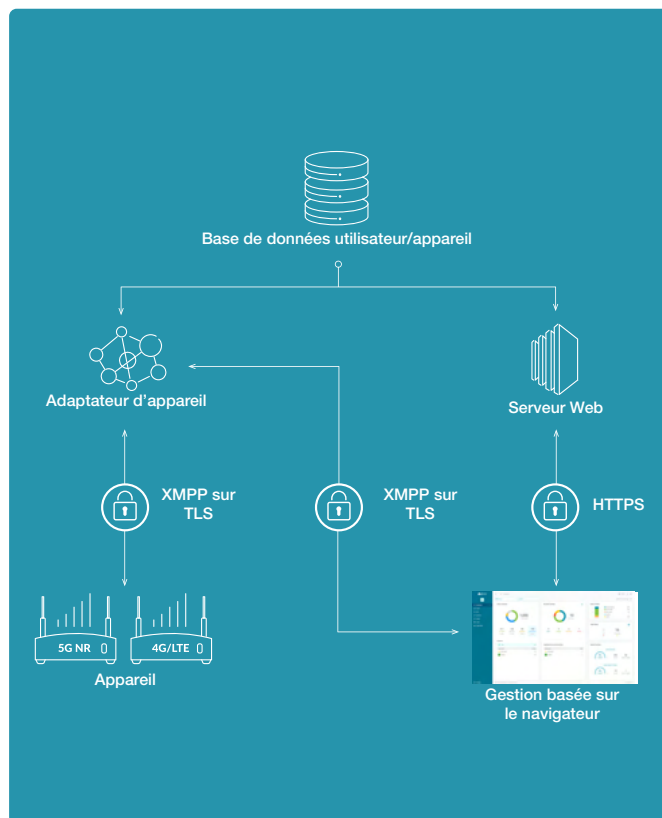 Base de données utilisateur/appareil
Adaptateur d'appareil
Serveur Web
XMPP sur
TLS
XMPP sur
TLS
HTTPS
5G NR
4G/LTE
Appareil
Gestion basée sur
le navigateur